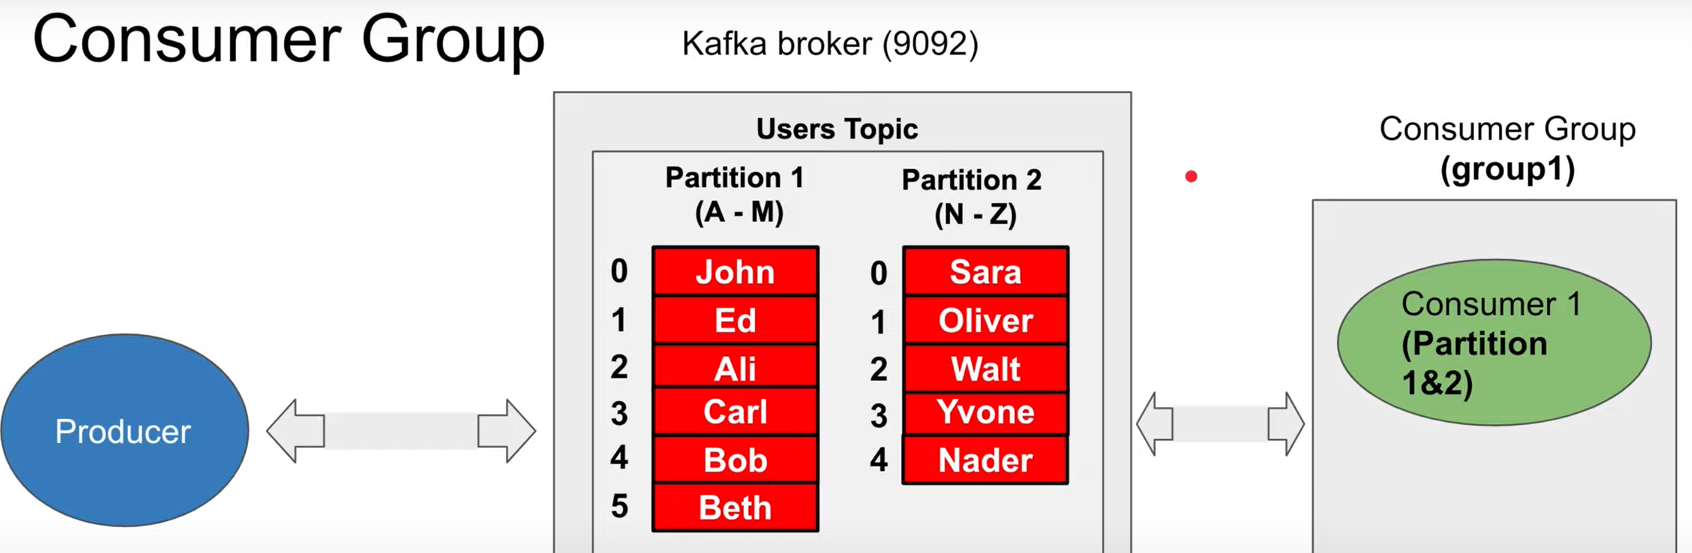 Consumer Group
Kafka broker (9092)
Users Topic
Partition 1
(A - M)
0 John
1 Ed
2 Ali
3 Carl
4 Bob
5 Beth
Partition 2
(N - Z)
0 Sara
1 Oliver
2 Walt
3 Yvone
4 Nader
Producer
Consumer Group
(group1)
Consumer 1
(Partition
1&2)